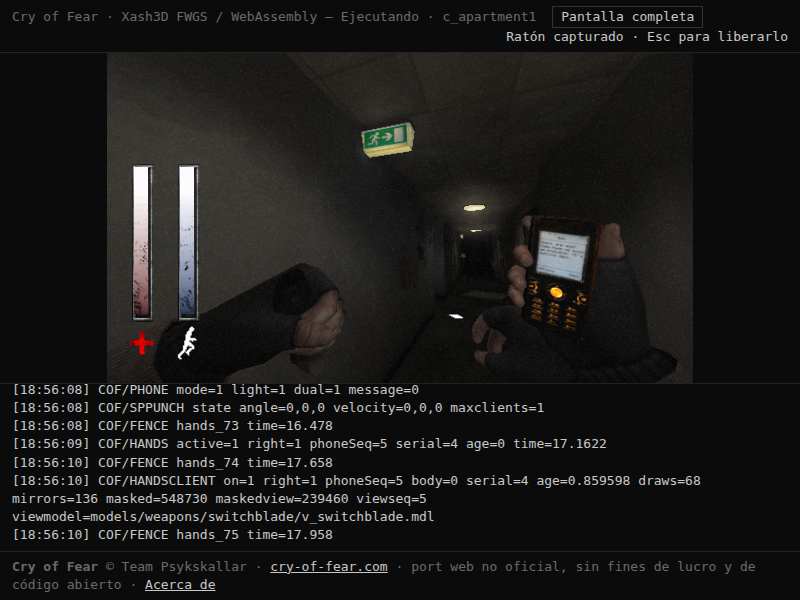 Cry of Fear · Xash3D FWGS / WebAssembly — Ejecutando · c_apartment1
Pantalla completa
Ratón capturado · Esc para liberarlo
[18:56:08] COF/PHONE mode=1 light=1 dual=1 message=0
[18:56:08] COF/SPPUNCH state angle=0,0,0 velocity=0,0,0 maxclients=1
[18:56:08] COF/FENCE hands_73 time=16.478
[18:56:09] COF/HANDS active=1 right=1 phoneSeq=5 serial=4 age=0 time=17.1622
[18:56:10] COF/FENCE hands_74 time=17.658
[18:56:10] COF/HANDSCLIENT on=1 right=1 phoneSeq=5 body=0 serial=4 age=0.859598 draws=68
mirrors=136 masked=548730 maskedview=239460 viewseq=5
viewmodel=models/weapons/switchblade/v_switchblade.mdl
[18:56:10] COF/FENCE hands_75 time=17.958
Cry of Fear © Team Psykskallar · cry-of-fear.com · port web no oficial, sin fines de lucro y de
código abierto · Acerca de